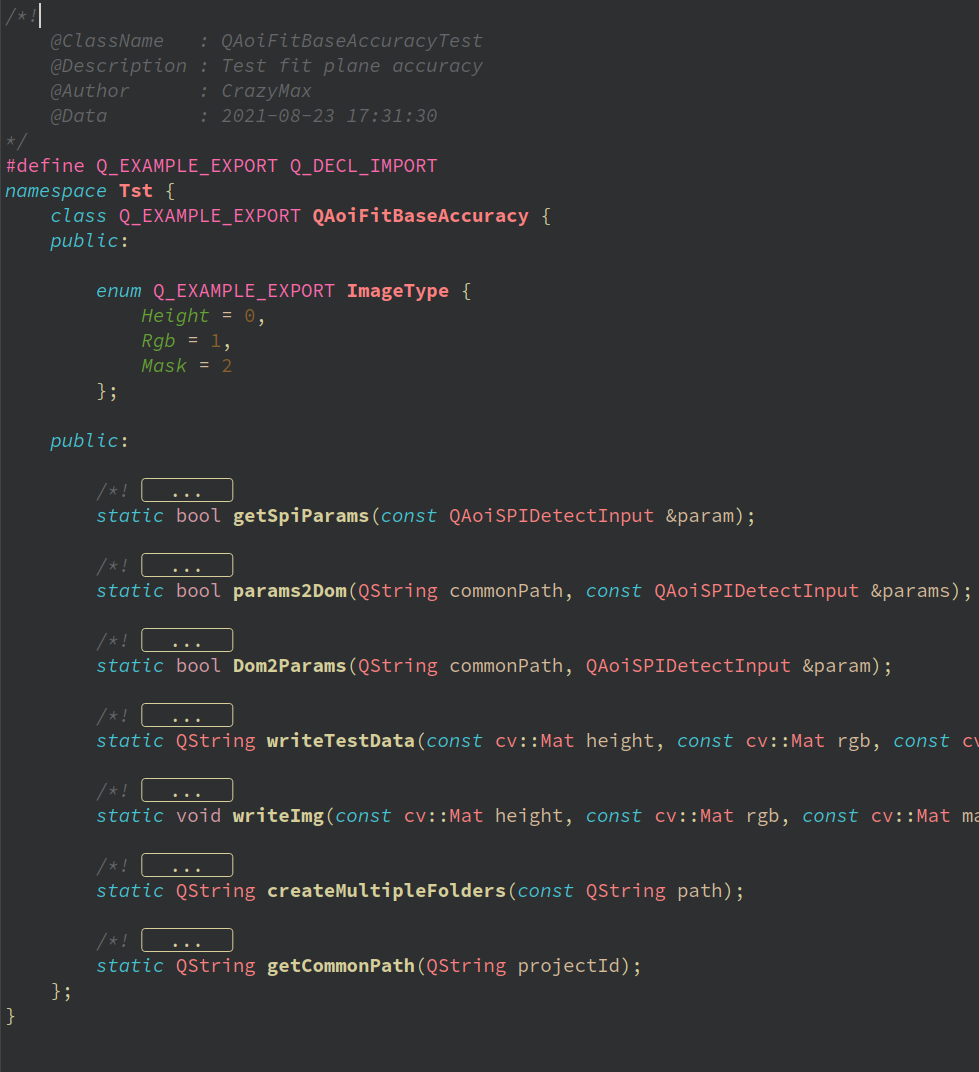 /*!
    @ClassName   : QAoiFitBaseAccuracyTest
    @Description : Test fit plane accuracy
    @Author      : CrazyMax
    @Data        : 2021-08-23 17:31:30
*/
#define Q_EXAMPLE_EXPORT Q_DECL_IMPORT
namespace Tst {
    class Q_EXAMPLE_EXPORT QAoiFitBaseAccuracy {
    public:
        enum Q_EXAMPLE_EXPORT ImageType {
            Height = 0,
            Rgb = 1,
            Mask = 2
        };
    public:
        /*! ...
        static bool getSpiParams(const QAoiSPIDetectInput &param);
        /*! ...
        static bool params2Dom(QString commonPath, const QAoiSPIDetectInput &params);
        /*! ...
        static bool Dom2Params(QString commonPath, QAoiSPIDetectInput &param);
        /*! ...
        static QString writeTestData(const cv::Mat height, const cv::Mat rgb, const cv
        /*! ...
        static void writeImg(const cv::Mat height, const cv::Mat rgb, const cv::Mat ma
        /*! ...
        static QString createMultipleFolders(const QString path);
        /*! ...
        static QString getCommonPath(QString projectId);
    };
}